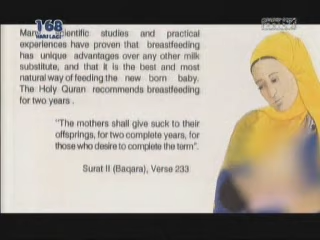 168
Many scientific studies and practical
experiences have proven that breastfeeding
has unique advantages over any other milk
substitute, and that it is the best and most
natural way of feeding the new born baby.
The Holy Quran recommends breastfeeding
for two years .
"The mothers shall give suck to their
offsprings, for two complete years, for
those who desire to complete the term".
Surat II (Baqara), Verse 233